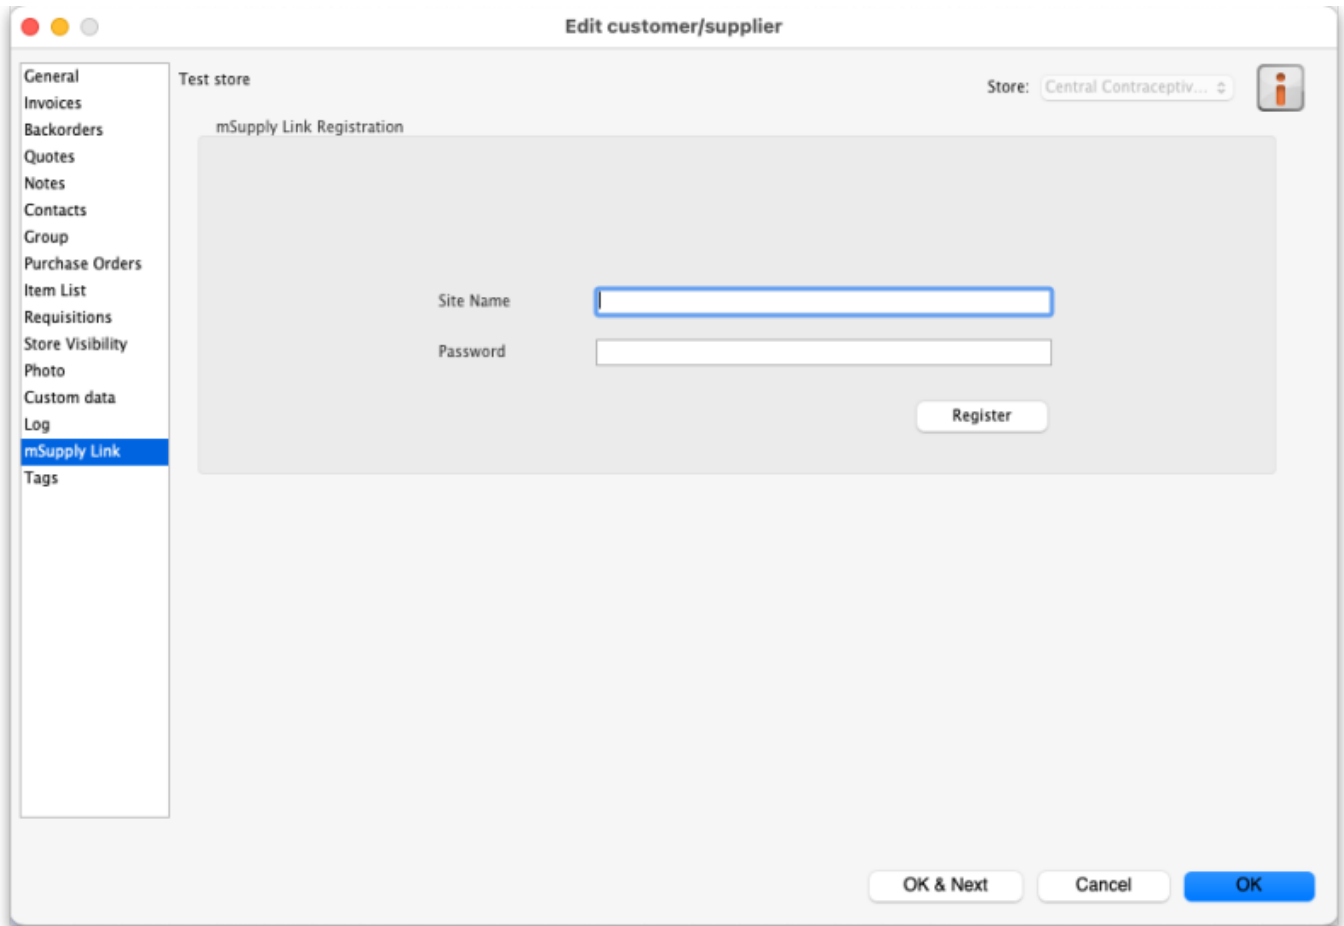 Edit customer/supplier
General
Invoices
Backorders
Quotes
Notes
Contacts
Group
Purchase Orders
Item List
Requisitions
Store Visibility
Photo
Custom data
Log
mSupply Link
Tags
Test store
Store: Central Contraceptiv...
mSupply Link Registration
Site Name
Password
Register
OK & Next Cancel OK